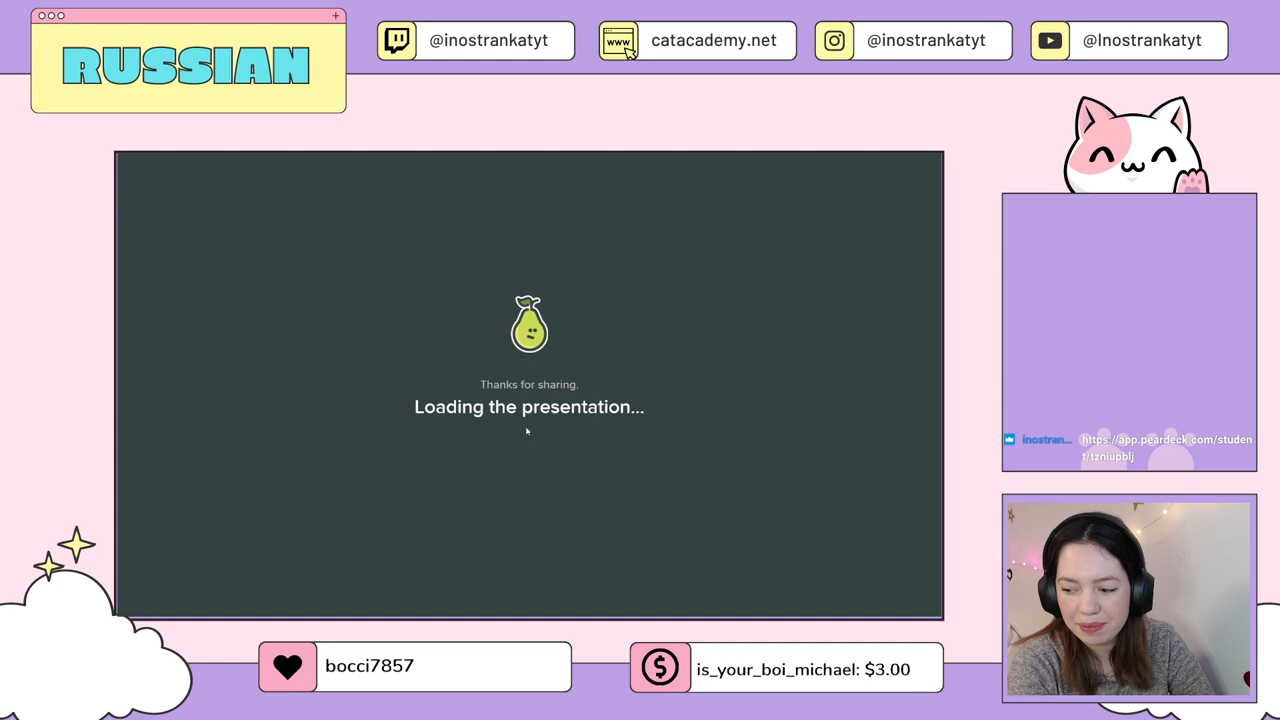 RUSSIAN
@inostrankatyt
www
catacademy.net
@inostrankatyt
@Inostrankatyt
Thanks for sharing.
Loading the presentation...
inostran... https://app.peardeck.com/studen
t/tzniupblj
bocci7857
is_your_boi_michael: $3.00